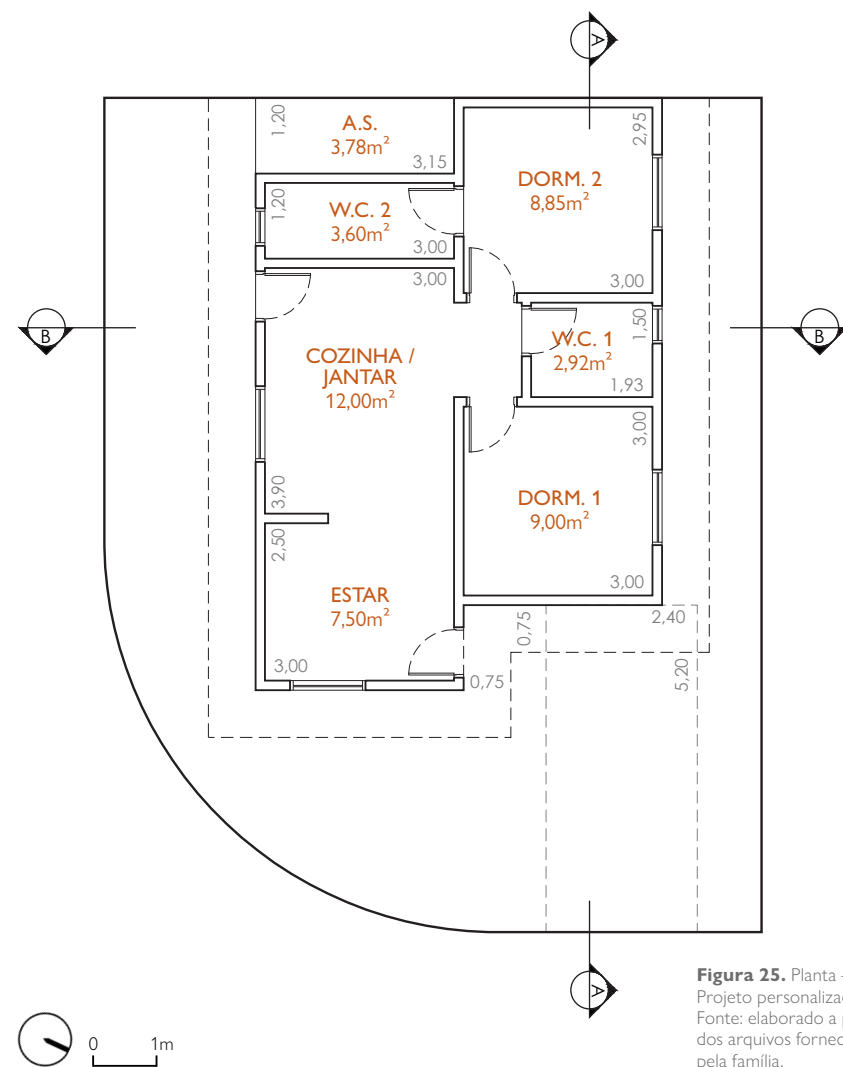 A
A.S.
3,78m²
1,20
3,15
DORM. 2
8,85m²
2,95
3,00
W.C. 2
3,60m²
1,20
3,00
3,00
B
B
COZINHA /
JANTAR
12,00m²
3,90
W.C. 1
2,92m²
1,50
1,93
3,00
DORM. 1
9,00m²
3,00
2,50
ESTAR
7,50m²
3,00
0,75
0,75
2,40
5,20
A
0 1m
Figura 25. Planta -
Projeto personaliza
Fonte: elaborado a
dos arquivos fornec
pela família.